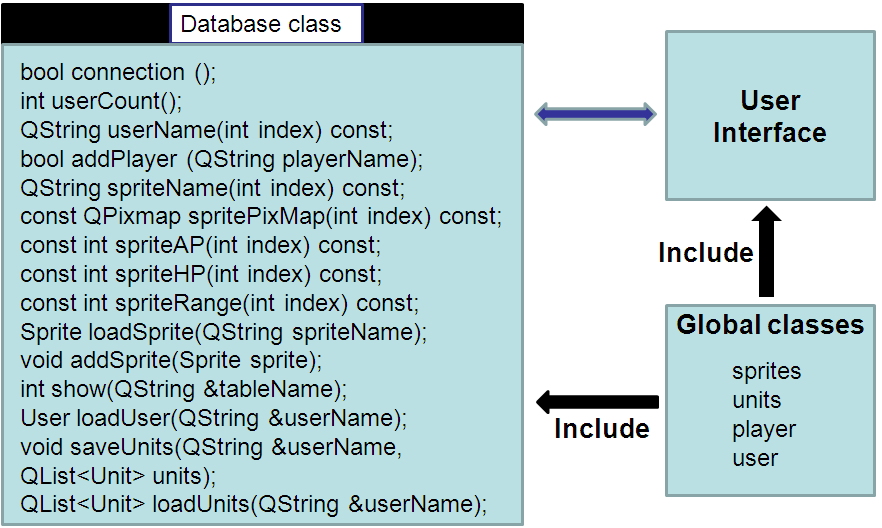 Database class
bool connection ();
int userCount();
QString userName(int index) const;
bool addPlayer (QString playerName);
QString spriteName(int index) const;
const QPixmap spritePixMap(int index) const;
const int spriteAP(int index) const;
const int spriteHP(int index) const;
const int spriteRange(int index) const;
Sprite loadSprite(QString spriteName);
void addSprite(Sprite sprite);
int show(QString &tableName);
User loadUser(QString &userName);
void saveUnits(QString &userName,
QList<Unit> units);
QList<Unit> loadUnits(QString &userName);
User
Interface
Include
Global classes
sprites
units
player
user
Include